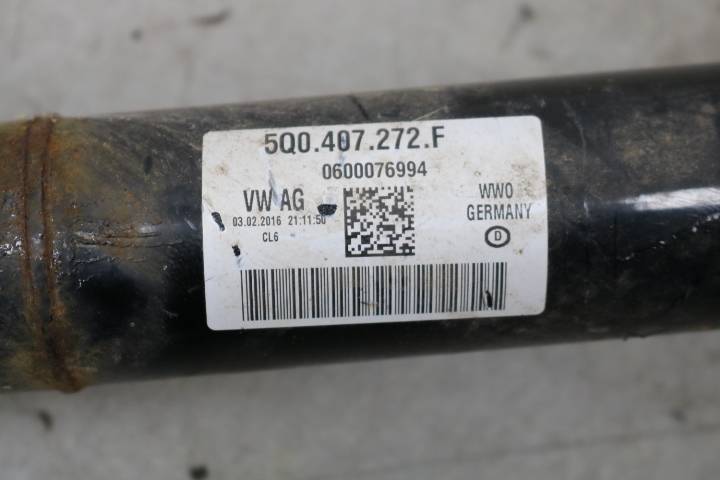 5Q0.407.272.F
0600076994
VW AG
03.02.2016 21:11:50
CL6
WWO
GERMANY
D